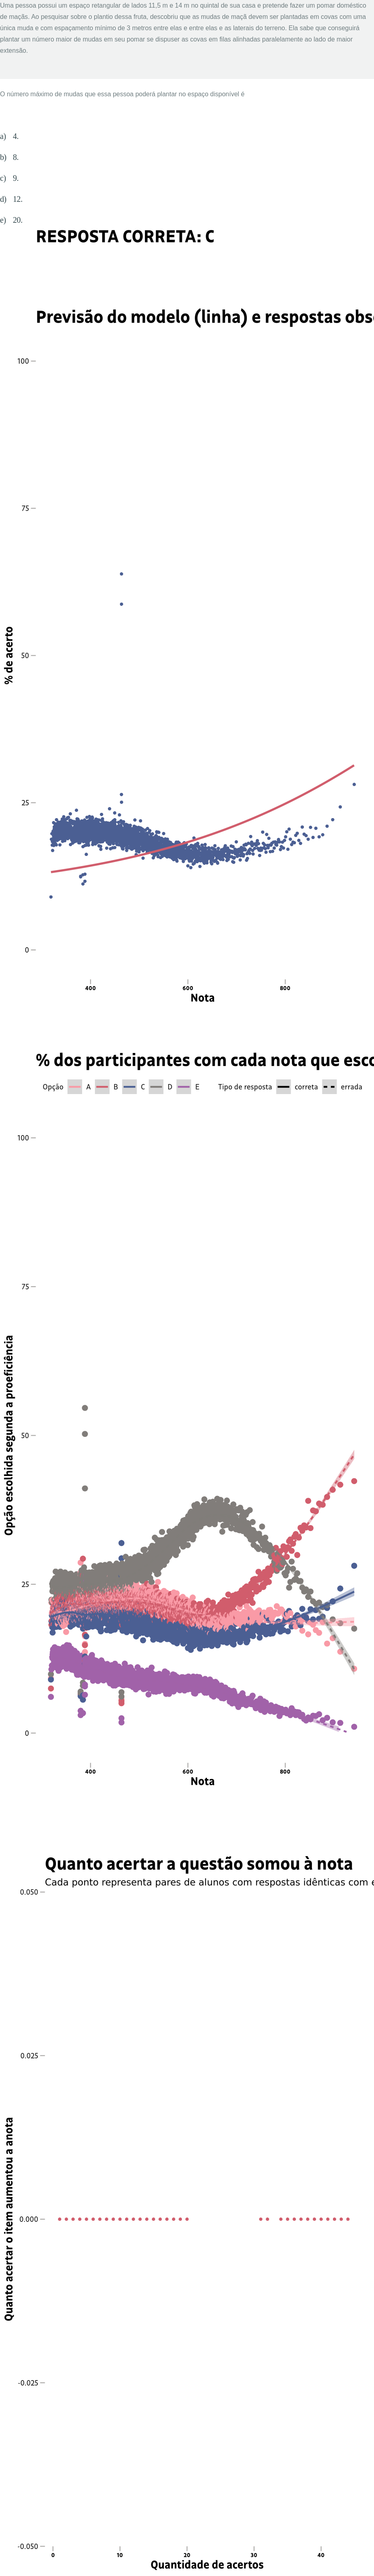 Uma pessoa possui um espaço retangular de lados 11,5 m e 14 m no quintal de sua casa e pretende fazer um pomar doméstico
de maçãs. Ao pesquisar sobre o plantio dessa fruta, descobriu que as mudas de maçã devem ser plantadas em covas com uma
única muda e com espaçamento mínimo de 3 metros entre elas e entre elas e as laterais do terreno. Ela sabe que conseguirá
plantar um número maior de mudas em seu pomar se dispuser as covas em filas alinhadas paralelamente ao lado de maior
extensão.
O número máximo de mudas que essa pessoa poderá plantar no espaço disponível é
a) 4.
b) 8.
c) 9.
d) 12.
e) 20.
RESPOSTA CORRETA: C
Previsão do modelo (linha) e respostas obs
100
75
50
25
0
% de acerto
400 600 800
Nota
% dos participantes com cada nota que esco
Opção A B C D E Tipo de resposta correta errada
100
75
50
25
0
Opção escolhida segunda a proeficiência
400 600 800
Nota
Quanto acertar a questão somou à nota
Cada ponto representa pares de alunos com respostas idênticas com e
0.050
0.025
0.000
-0.025
-0.050
Quanto acertar o item aumentou a anota
0 10 20 30 40
Quantidade de acertos